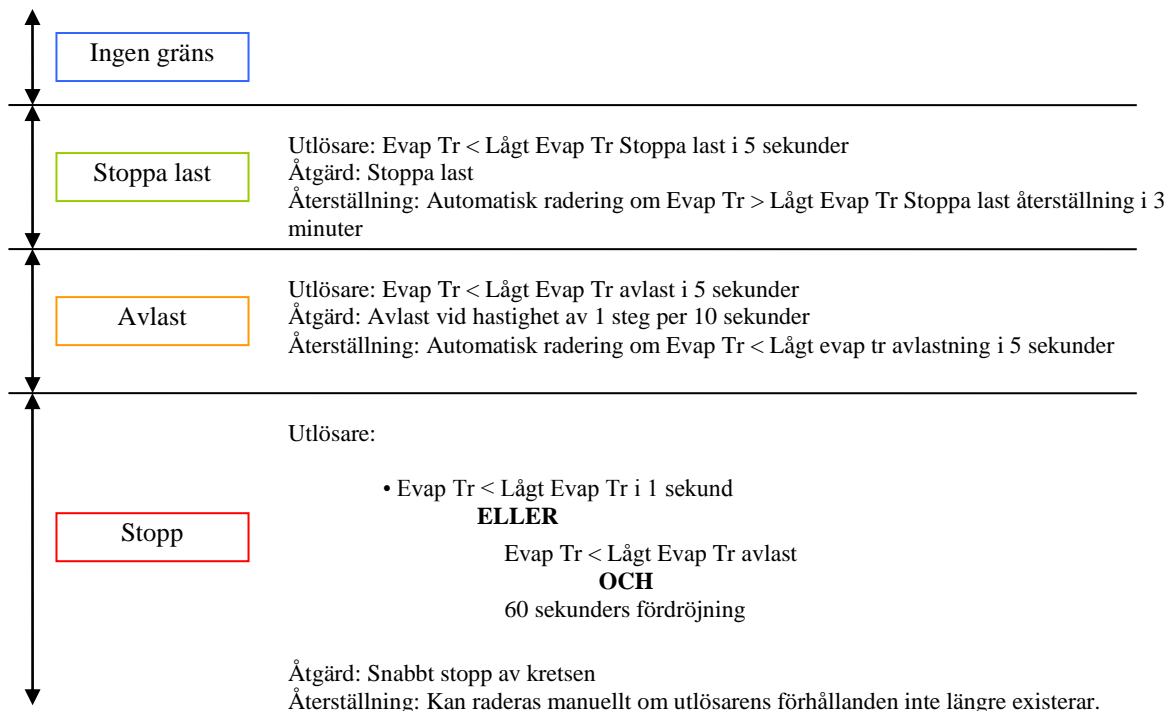 Ingen gräns
Utlösare: Evap Tr < Lågt Evap Tr Stoppa last i 5 sekunder
Stoppa last
Åtgärd: Stoppa last
Återställning: Automatisk radering om Evap Tr > Lågt Evap Tr Stoppa last återställning i 3
minuter
Utlösare: Evap Tr < Lågt Evap Tr avlast i 5 sekunder
Avlast
Åtgärd: Avlast vid hastighet av 1 steg per 10 sekunder
Återställning: Automatisk radering om Evap Tr < Lågt evap tr avlastning i 5 sekunder
Utlösare:
• Evap Tr < Lågt Evap Tr i 1 sekund
ELLER
Stopp
Evap Tr < Lågt Evap Tr avlast
OCH
60 sekunders fördröjning
Åtgärd: Snabbt stopp av kretsen
Återställning: Kan raderas manuellt om utlösarens förhållanden inte längre existerar.